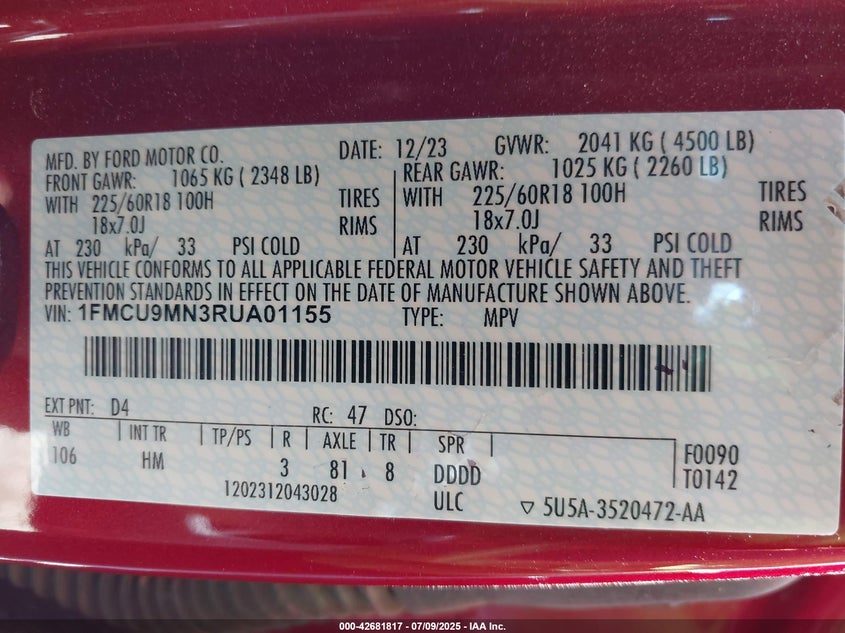 MFD. BY FORD MOTOR CO. DATE: 12/23 GVWR: 2041 KG ( 4500 LB)
FRONT GAWR: 1065 KG ( 2348 LB) REAR GAWR: 1025 KG ( 2260 LB)
WITH 225/60R18 100H TIRES WITH 225/60R18 100H TIRES
18x7.0J RIMS 18x7.0J RIMS
AT 230 kPa/ 33 PSI COLD AT 230 kPa/ 33 PSI COLD
THIS VEHICLE CONFORMS TO ALL APPLICABLE FEDERAL MOTOR VEHICLE SAFETY AND THEFT
PREVENTION STANDARDS IN EFFECT ON THE DATE OF MANUFACTURE SHOWN ABOVE.
VIN: 1FMCU9MN3RUA01155 TYPE: MPV
EXT PNT: D4 RC: 47 DSO:
WB INT TR TP/PS R AXLE TR SPR F0090
106 HM 3 81 8 DDDD T0142
1202312043028 ULC ▽ 5U5A-3520472-AA
000-42681817 - 07/09/2025 - IAA Inc.